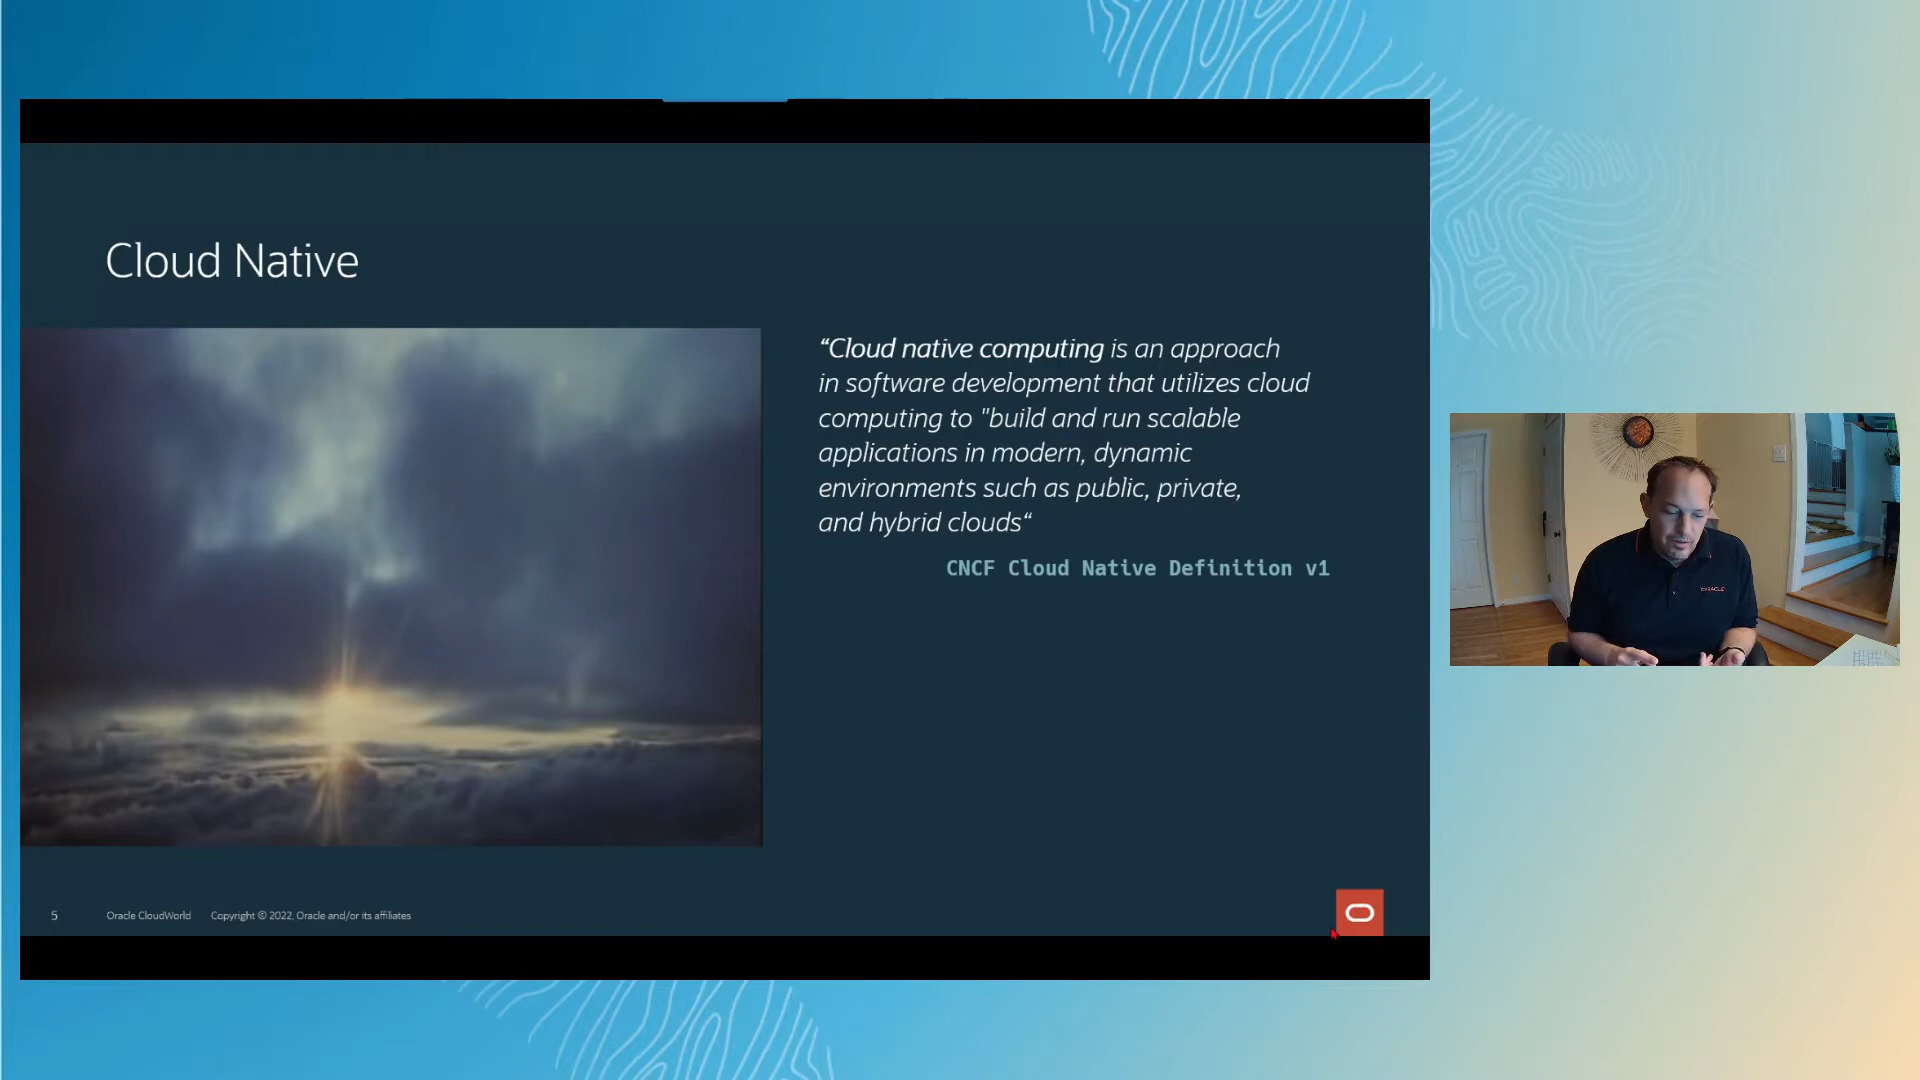 Cloud Native
“Cloud native computing is an approach
in software development that utilizes cloud
computing to "build and run scalable
applications in modern, dynamic
environments such as public, private,
and hybrid clouds“
CNCF Cloud Native Definition v1
ORACLE
5 Oracle CloudWorld Copyright © 2022, Oracle and/or its affiliates